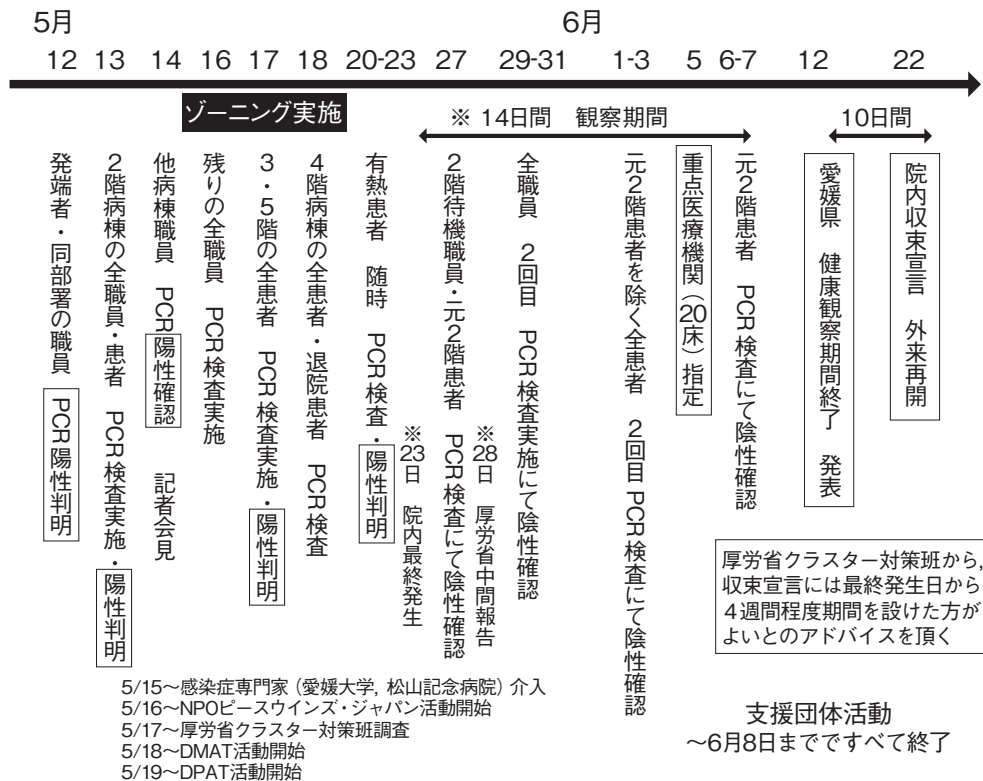 5月
6月
12 13 14 16 17 18 20-23 27 29-31 1-3 5 6-7 12 22
ゾーニング実施
※ 14日間 観察期間
10日間
発端者・同部署の職員 PCR陽性判明
2階病棟の全職員・患者 PCR検査実施・陽性判明
他病棟職員 PCR陽性確認 記者会見
残りの全職員 PCR検査実施
3・5階の全患者 PCR検査実施・陽性判明
4階病棟の全患者・退院患者 PCR検査
有熱患者 随時 PCR検査・陽性判明
※23日 院内最終発生
2階待機職員・元2階患者 PCR検査にて陰性確認
※28日 厚労省中間報告
全職員 2回目 PCR検査実施にて陰性確認
元2階患者を除く全患者 2回目PCR検査にて陰性確認
重点医療機関（20床）指定
元2階患者 PCR検査にて陰性確認
愛媛県 健康観察期間終了 発表
院内収束宣言 外来再開
厚労省クラスター対策班から,
収束宣言には最終発生日から
4週間程度期間を設けた方が
よいとのアドバイスを頂く
5/15～感染症専門家（愛媛大学, 松山記念病院）介入
5/16～NPOピースウインズ・ジャパン活動開始
5/17～厚労省クラスター対策班調査
5/18～DMAT活動開始
5/19～DPAT活動開始
支援団体活動
～6月8日までですべて終了